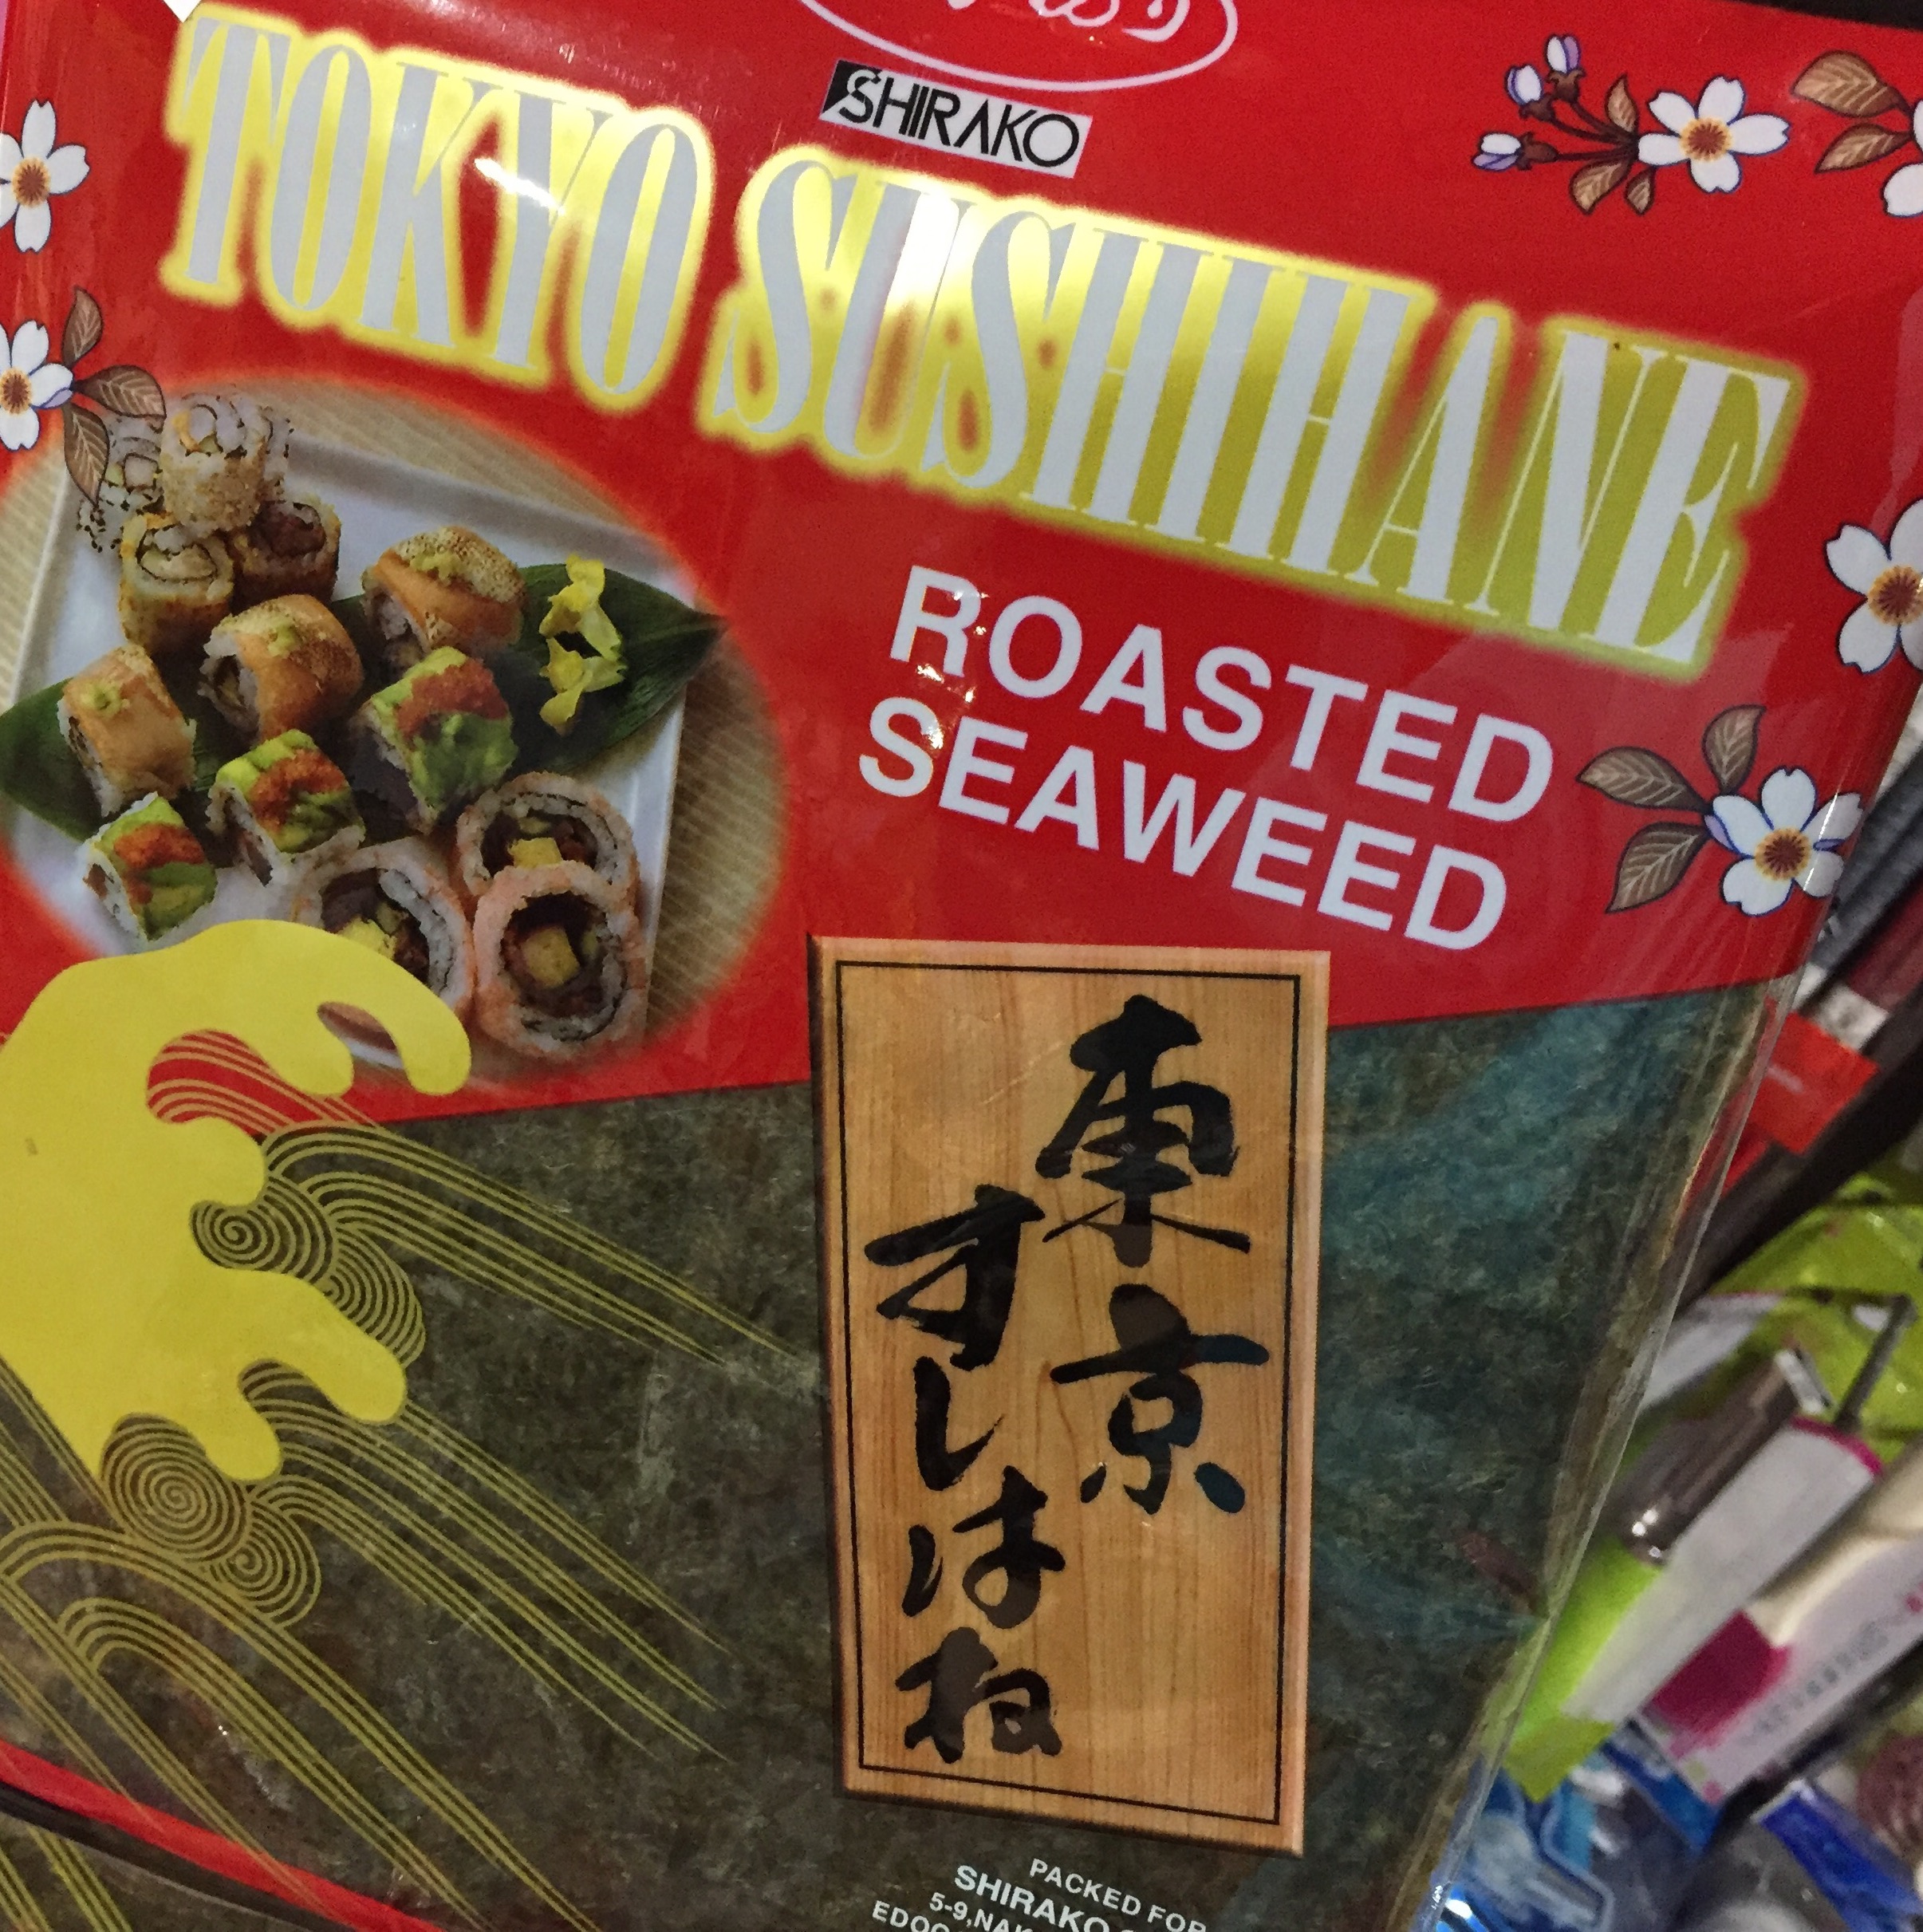 SHIRAKO
TOKYO SUSHIHANE
ROASTED
SEAWEED
東京
すしはね
PACKED FOR
SHIRAKO